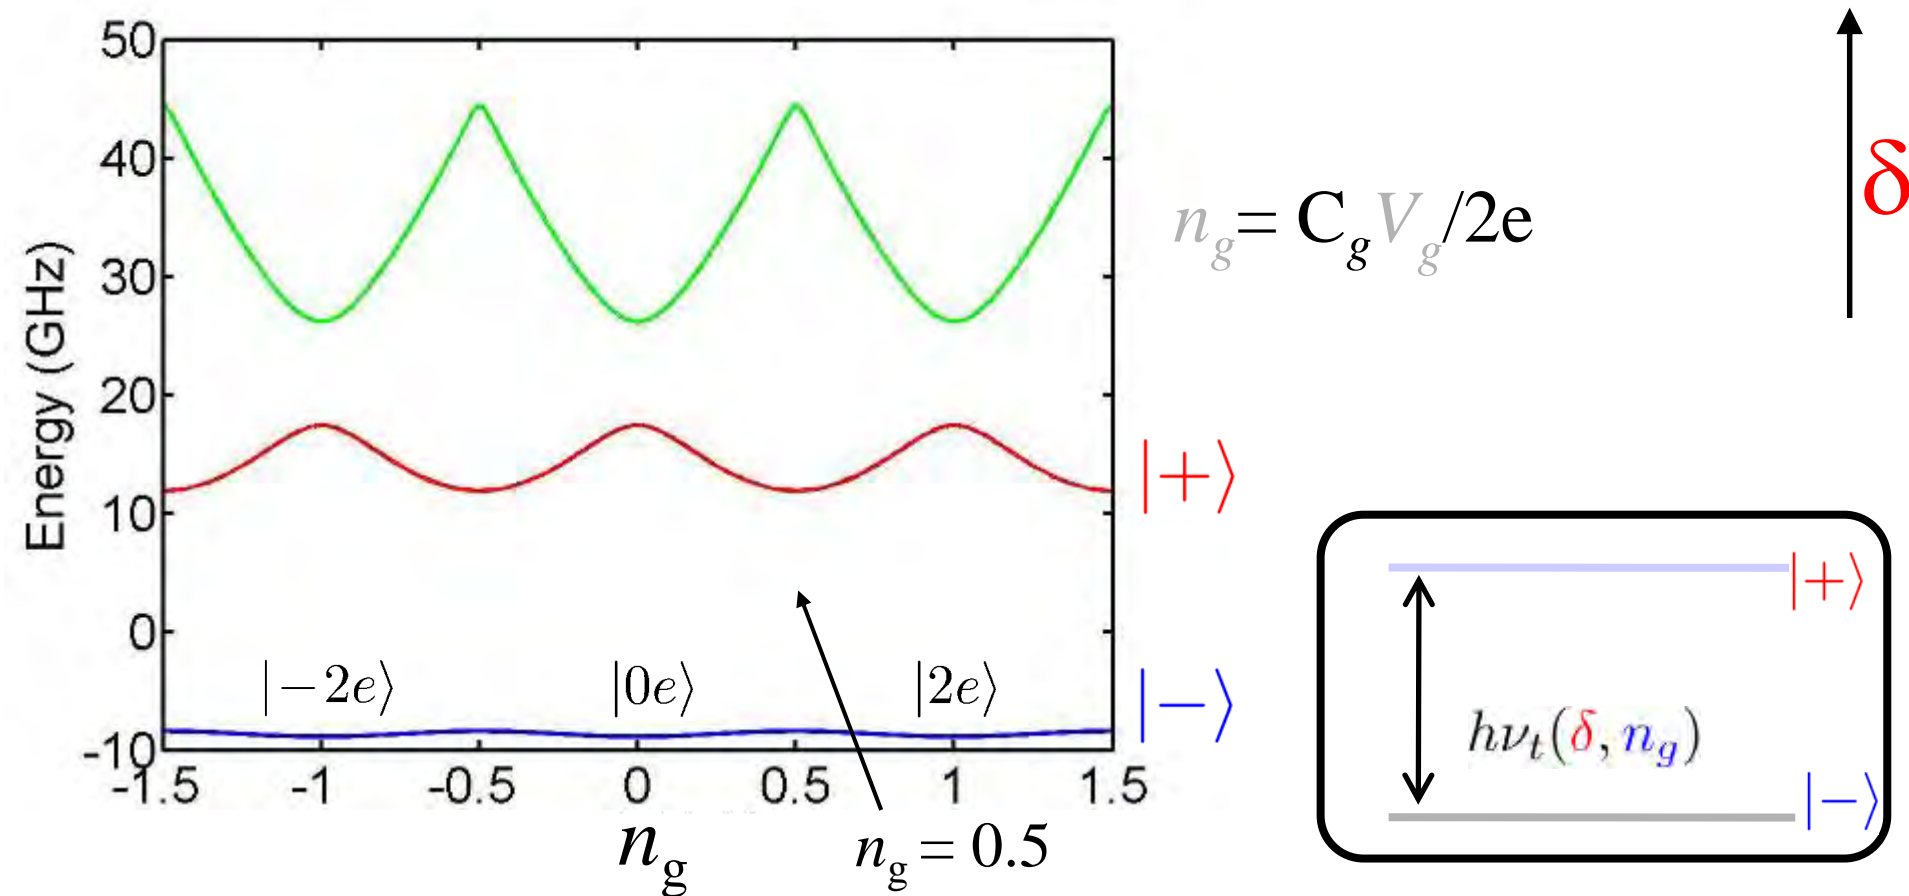 50
40
30
20
10
0
-10
Energy (GHz)
-1.5 -1 -0.5 0 0.5 1 1.5
n_g
n_g = 0.5
|−2e⟩ |0e⟩ |2e⟩
|+⟩
|−⟩
n_g = C_g V_g/2e
δ
|+⟩
hν_t(δ, n_g)
|−⟩